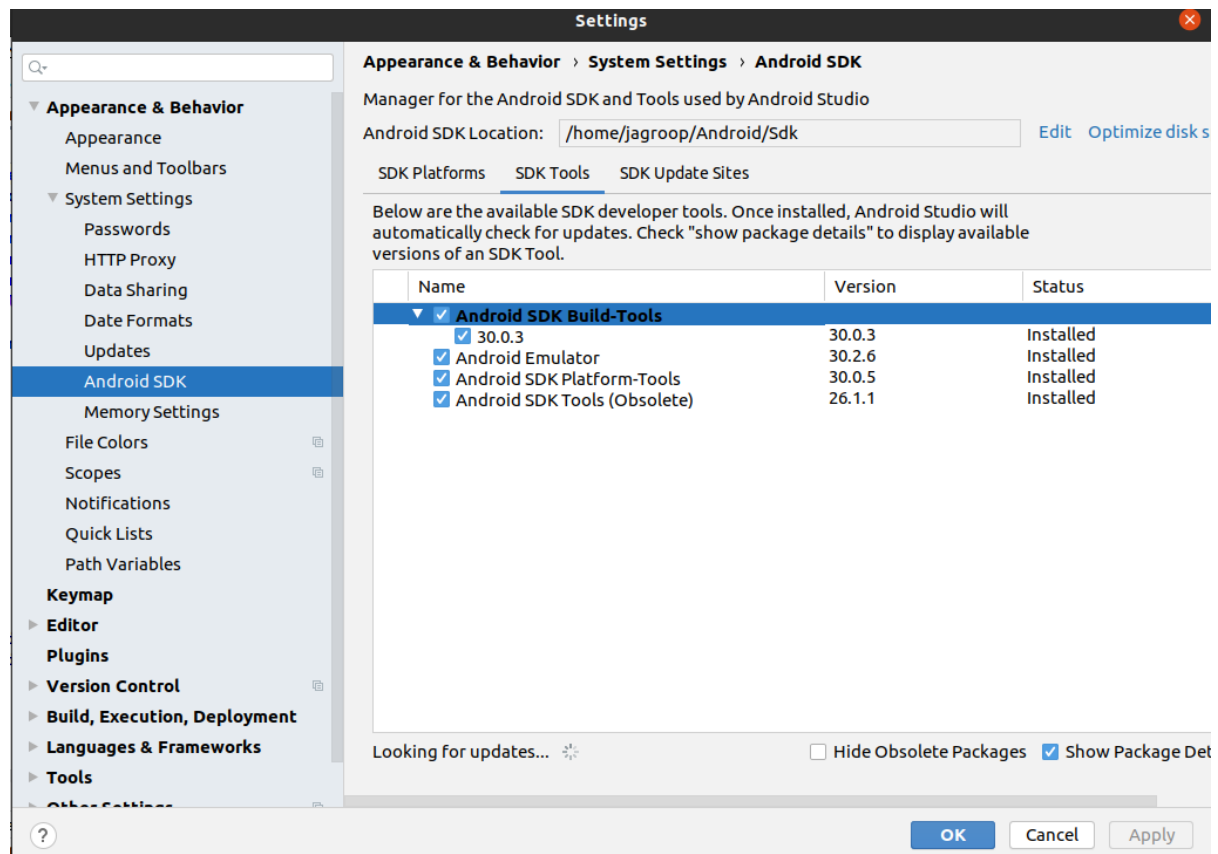 Settings
Appearance & Behavior
Appearance
Menus and Toolbars
System Settings
Passwords
HTTP Proxy
Data Sharing
Date Formats
Updates
Android SDK
Memory Settings
File Colors
Scopes
Notifications
Quick Lists
Path Variables
Keymap
Editor
Plugins
Version Control
Build, Execution, Deployment
Languages & Frameworks
Tools
Other Settings
Appearance & Behavior › System Settings › Android SDK
Manager for the Android SDK and Tools used by Android Studio
Android SDK Location: /home/jagroop/Android/Sdk Edit Optimize disk s
SDK Platforms SDK Tools SDK Update Sites
Below are the available SDK developer tools. Once installed, Android Studio will
automatically check for updates. Check "show package details" to display available
versions of an SDK Tool.
Name Version Status
Android SDK Build-Tools
30.0.3 30.0.3 Installed
Android Emulator 30.2.6 Installed
Android SDK Platform-Tools 30.0.5 Installed
Android SDK Tools (Obsolete) 26.1.1 Installed
Looking for updates... Hide Obsolete Packages Show Package Det
? OK Cancel Apply